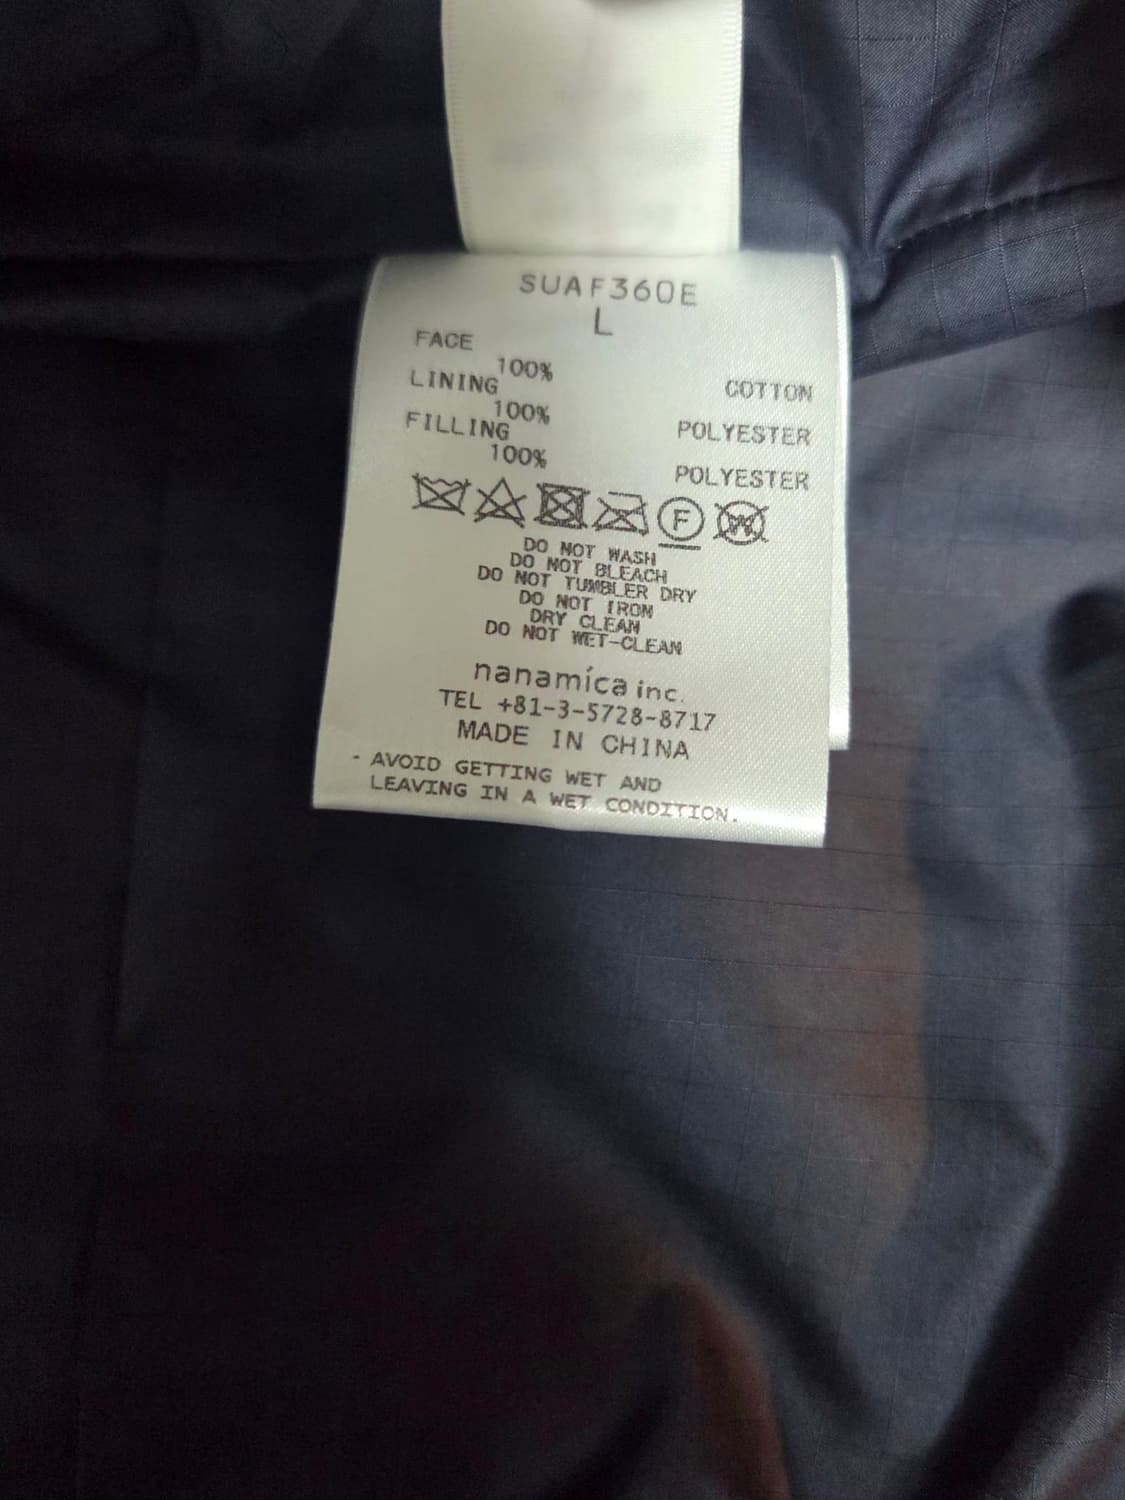 SUAF360E
L
FACE
100% COTTON
LINING
100% POLYESTER
FILLING
100% POLYESTER
F W
DO NOT WASH
DO NOT BLEACH
DO NOT TUMBLER DRY
DO NOT IRON
DRY CLEAN
DO NOT WET-CLEAN
nanamica inc.
TEL +81-3-5728-8717
MADE IN CHINA
- AVOID GETTING WET AND
LEAVING IN A WET CONDITION.